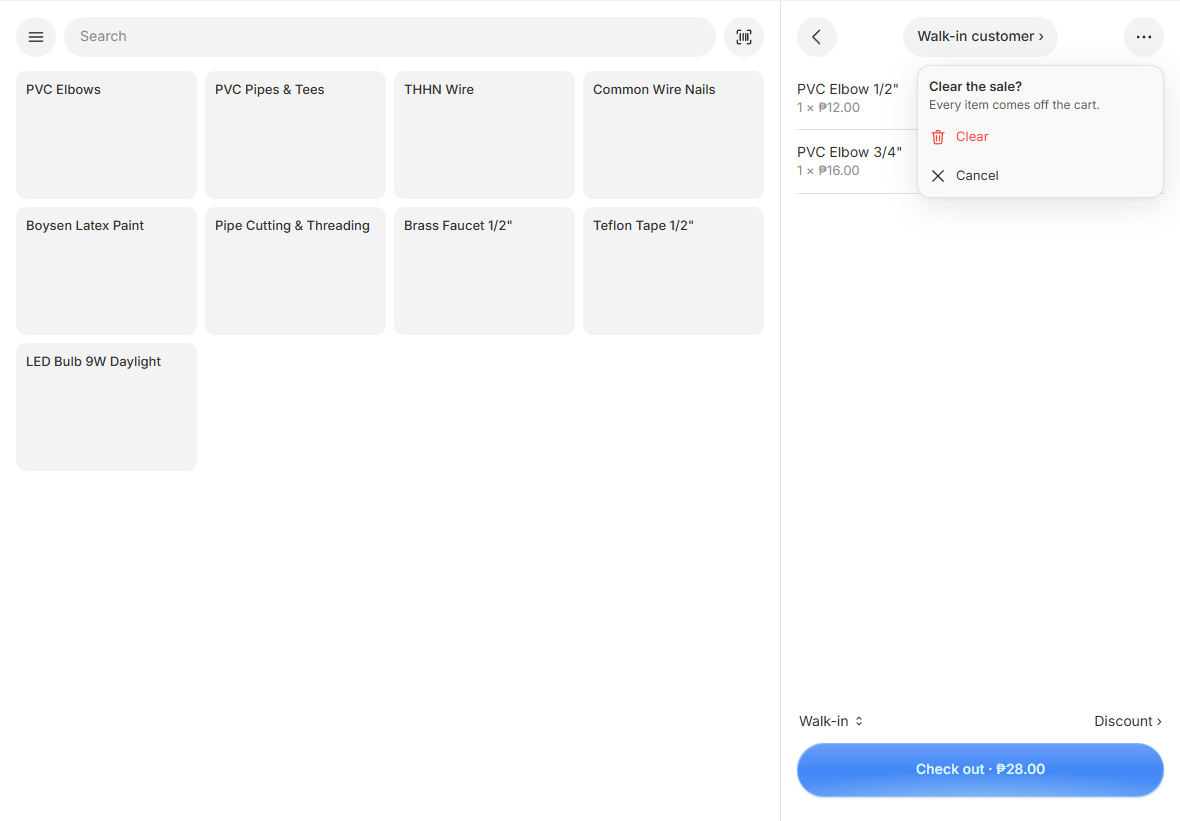 Search
Walk-in customer ›
PVC Elbows
PVC Pipes & Tees
THHN Wire
Common Wire Nails
Boysen Latex Paint
Pipe Cutting & Threading
Brass Faucet 1/2"
Teflon Tape 1/2"
LED Bulb 9W Daylight
PVC Elbow 1/2"
1 × ₱12.00
PVC Elbow 3/4"
1 × ₱16.00
Clear the sale?
Every item comes off the cart.
Clear
Cancel
Walk-in
Discount ›
Check out · ₱28.00